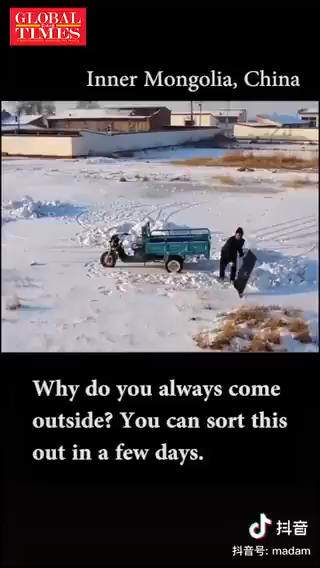 GLOBAL
TIMES
Inner Mongolia, China
Why do you always come
outside? You can sort this
out in a few days.
抖音
抖音号: madam